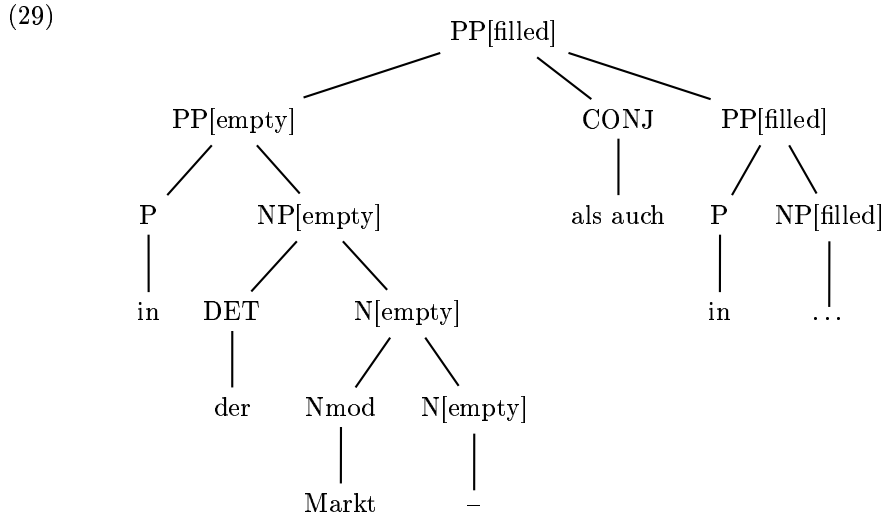 (29)
PP[filled]
PP[empty] CONJ PP[filled]
P NP[empty] als auch P NP[filled]
in DET N[empty] in ...
der Nmod N[empty]
Markt –